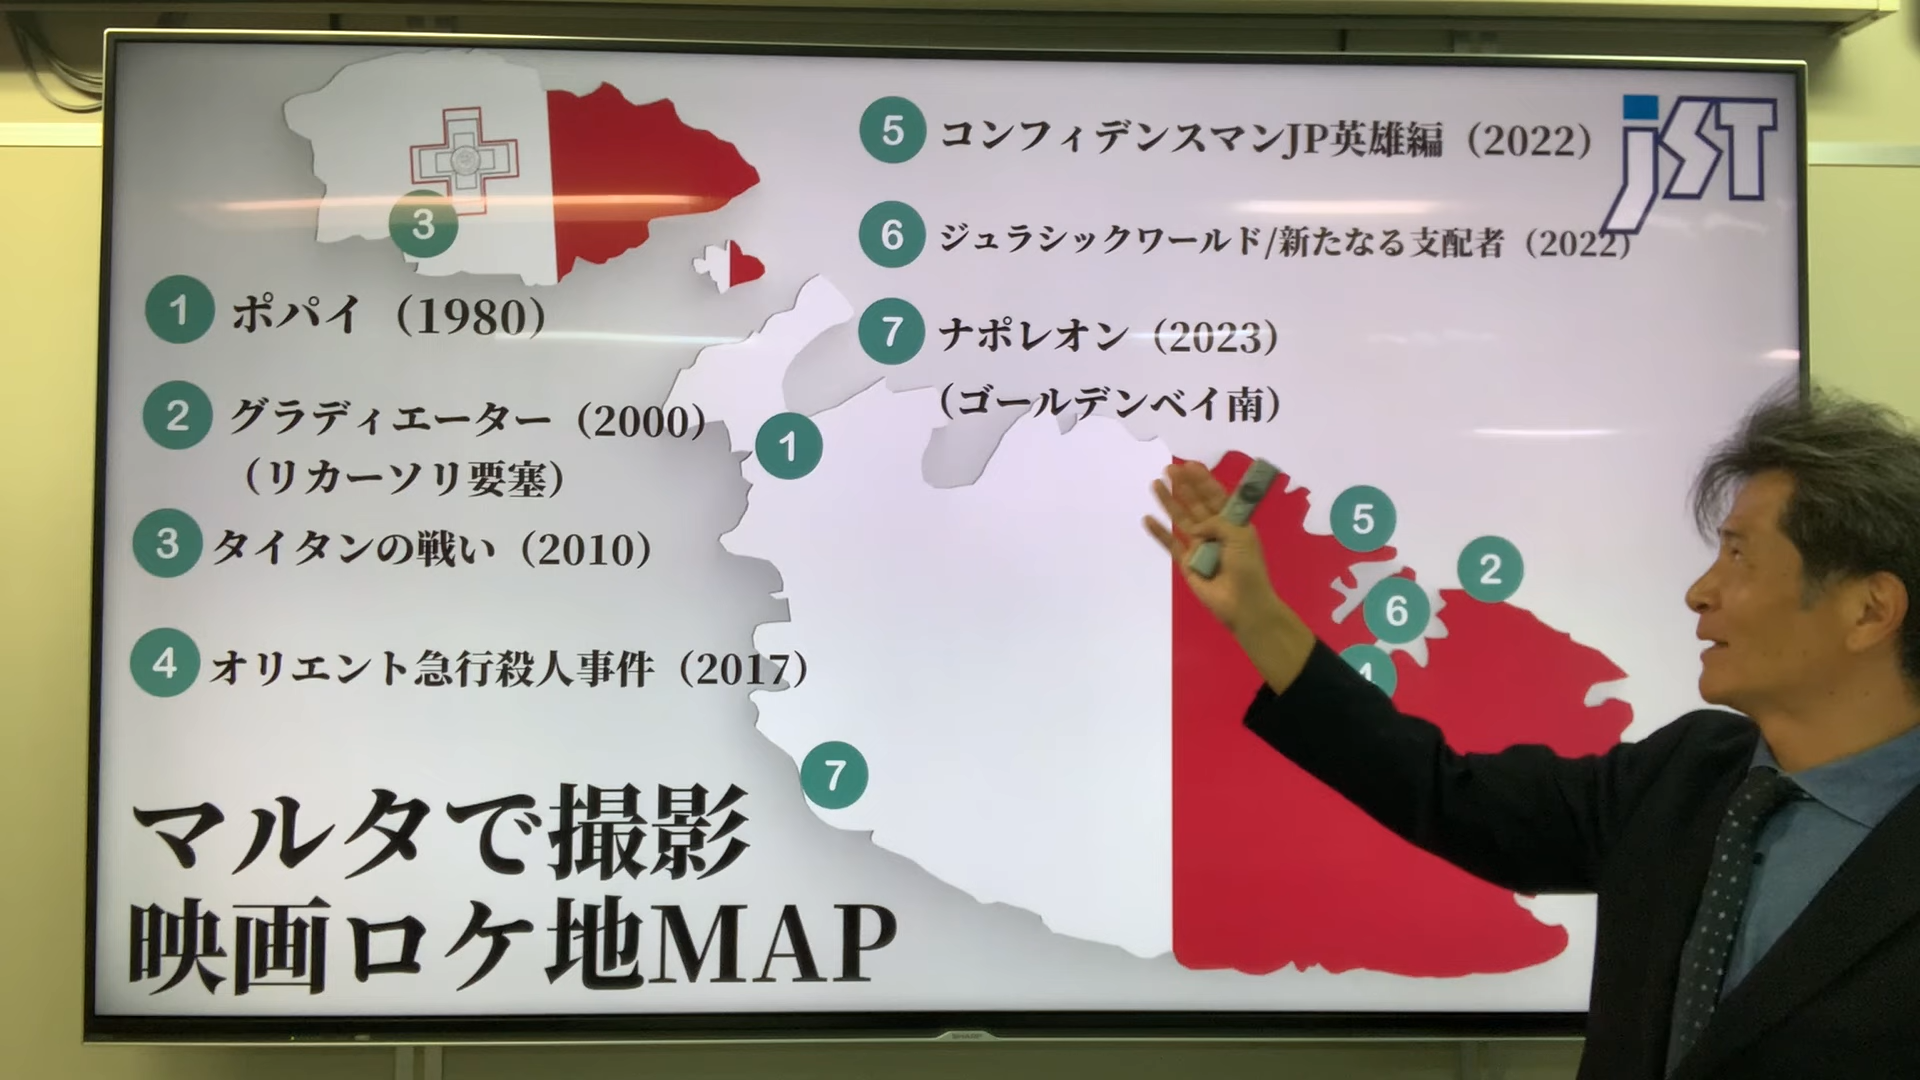 1 ポパイ（1980）
2 グラディエーター（2000）
（リカーソリ要塞）
3 タイタンの戦い（2010）
4 オリエント急行殺人事件（2017）
5 コンフィデンスマンJP英雄編（2022）
6 ジュラシックワールド/新たなる支配者（2022）
7 ナポレオン（2023）
（ゴールデンベイ南）
jST
3
1
5
2
6
4
7
マルタで撮影
映画ロケ地MAP